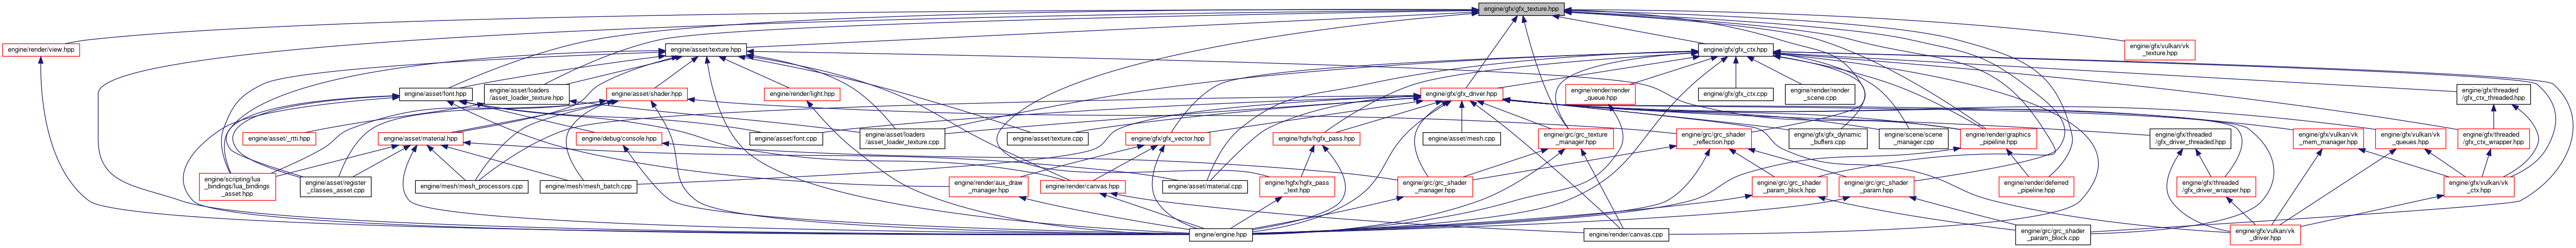 engine/gfx/gfx_texture.hpp
engine/render/view.hpp
engine/asset/texture.hpp
engine/gfx/gfx_ctx.hpp
engine/gfx/vulkan/vk
_texture.hpp
engine/asset/font.hpp
engine/asset/loaders
/asset_loader_texture.hpp
engine/asset/shader.hpp
engine/render/light.hpp
engine/gfx/gfx_driver.hpp
engine/render/render
_queue.hpp
engine/gfx/gfx_ctx.cpp
engine/render/render
_scene.cpp
engine/gfx/threaded
/gfx_ctx_threaded.hpp
engine/asset/_rtti.hpp
engine/asset/material.hpp
engine/debug/console.hpp
engine/asset/font.cpp
engine/asset/loaders
/asset_loader_texture.cpp
engine/asset/texture.cpp
engine/gfx/gfx_vector.hpp
engine/hgfx/hgfx_pass.hpp
engine/asset/mesh.cpp
engine/grc/grc_texture
_manager.hpp
engine/grc/grc_shader
_reflection.hpp
engine/gfx/gfx_dynamic
_buffers.cpp
engine/scene/scene
_manager.cpp
engine/render/graphics
_pipeline.hpp
engine/gfx/threaded
/gfx_driver_threaded.hpp
engine/gfx/vulkan/vk
_mem_manager.hpp
engine/gfx/vulkan/vk
_queues.hpp
engine/gfx/threaded
/gfx_ctx_wrapper.hpp
engine/scripting/lua
_bindings/lua_bindings
_asset.hpp
engine/asset/register
_classes_asset.cpp
engine/mesh/mesh_processors.cpp
engine/mesh/mesh_batch.cpp
engine/render/aux_draw
_manager.hpp
engine/render/canvas.hpp
engine/asset/material.cpp
engine/hgfx/hgfx_pass
_text.hpp
engine/grc/grc_shader
_manager.hpp
engine/grc/grc_shader
_param_block.hpp
engine/grc/grc_shader
_param.hpp
engine/render/deferred
_pipeline.hpp
engine/gfx/threaded
/gfx_driver_wrapper.hpp
engine/gfx/vulkan/vk
_ctx.hpp
engine/engine.hpp
engine/render/canvas.cpp
engine/grc/grc_shader
_param_block.cpp
engine/gfx/vulkan/vk
_driver.hpp